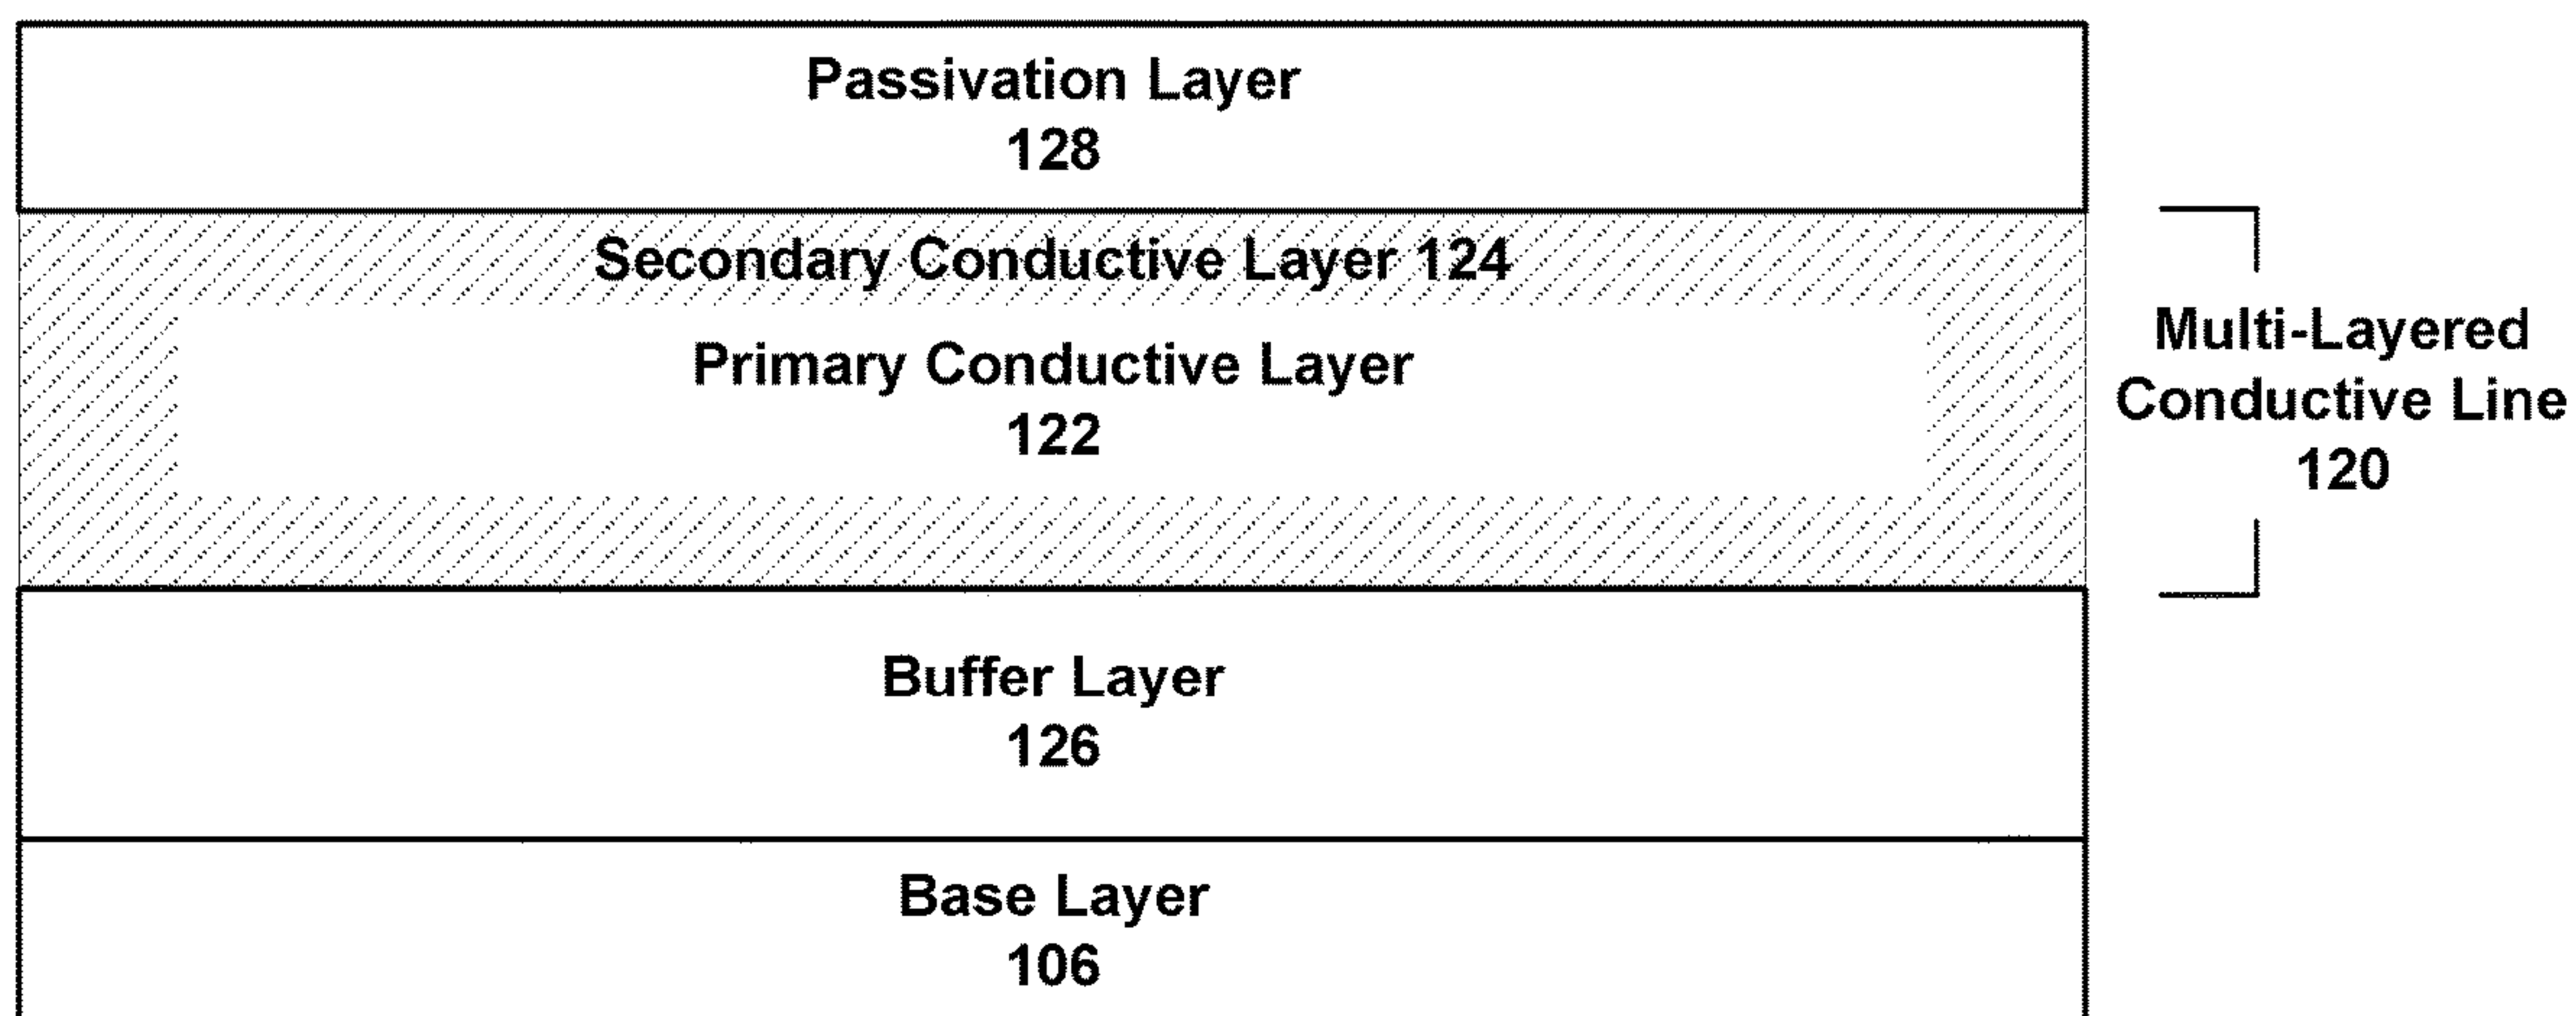 Passivation Layer
128
Secondary Conductive Layer 124
Primary Conductive Layer
122
Multi-Layered
Conductive Line
120
Buffer Layer
126
Base Layer
106